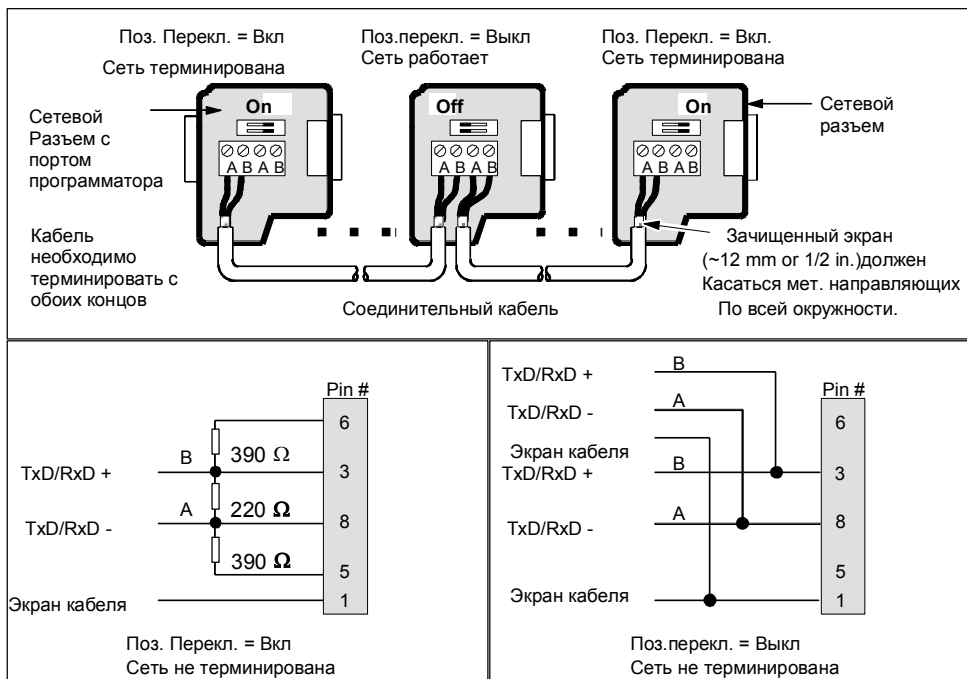 Поз. Перекл. = Вкл
Сеть терминирована
Поз.перекл. = Выкл
Сеть работает
Поз. Перекл. = Вкл.
Сеть терминирована
On
Off
On
Сетевой
Разъем с
портом
программатора
Сетевой
разъем
A B A B
A B A B
A B A B
Кабель
необходимо
терминировать с
обоих концов
Соединительный кабель
Зачищенный экран
(~12 mm or 1/2 in.)должен
Касаться мет. направляющих
По всей окружности.
Pin #
6
390 Ω
TxD/RxD +
B
3
220 Ω
TxD/RxD -
A
8
390 Ω
5
Экран кабеля
1
Поз. Перекл. = Вкл
Сеть не терминирована
TxD/RxD +
B
Pin #
TxD/RxD -
A
6
Экран кабеля
TxD/RxD +
B
3
TxD/RxD -
A
8
5
Экран кабеля
1
Поз.перекл. = Выкл
Сеть не терминирована